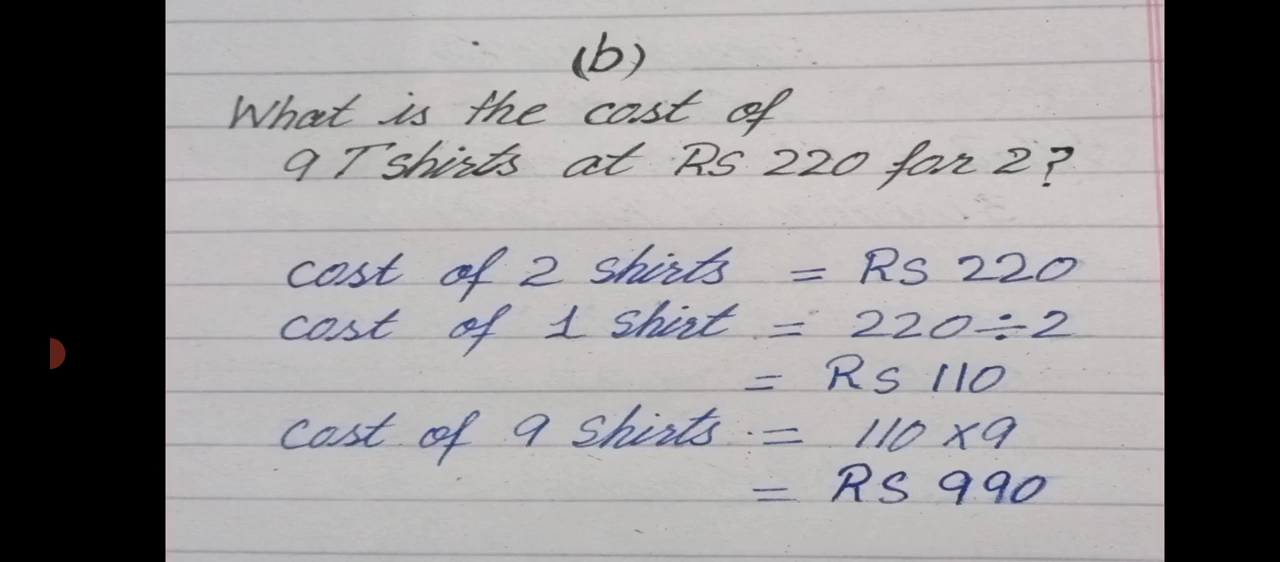 (b)
What is the cost of
9 T shirts at RS 220 for 2?
cost of 2 shirts = RS 220
cost of 1 shirt = 220÷2
= RS 110
cost of 9 shirts = 110 x9
= RS 990